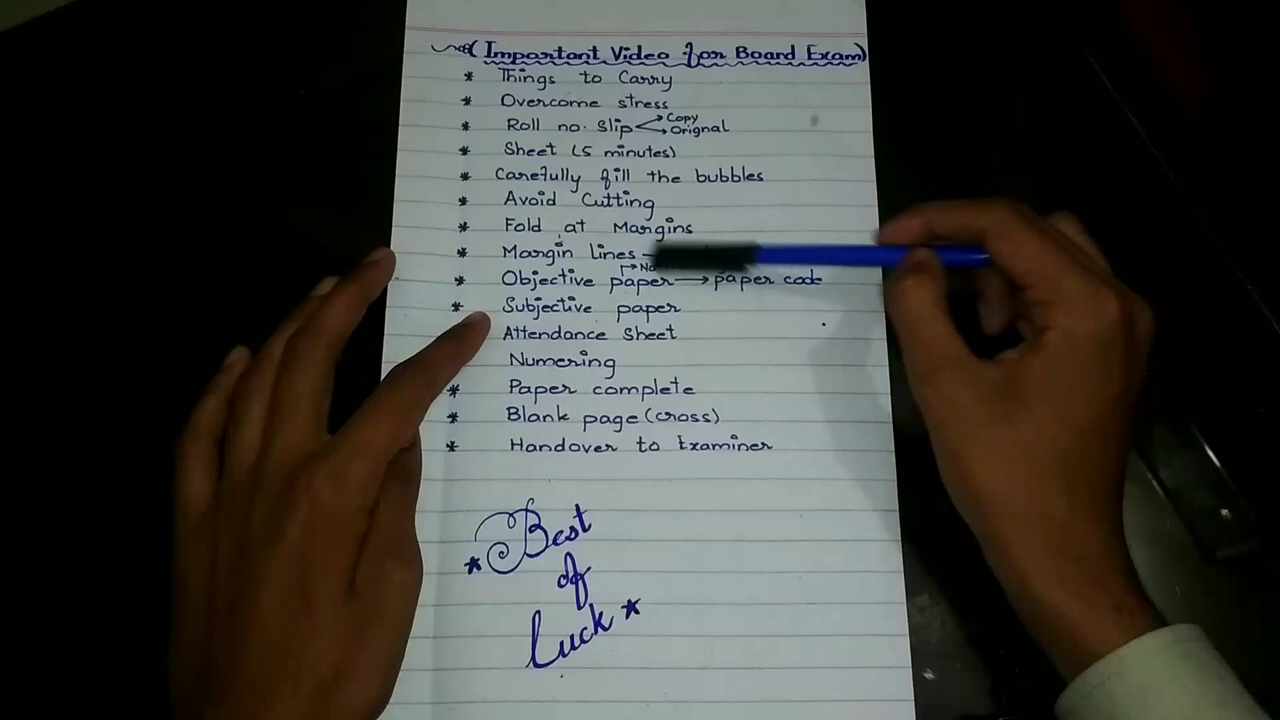 (Important Video for Board Exam)
* Things to Carry
* Overcome stress
* Roll no. Slip → Copy
→ Orignal
* Sheet (5 minutes)
* Carefully fill the bubbles
* Avoid Cutting
* Fold at Margins
* Margin lines
* Objective paper → paper code
* Subjective paper
Attendance Sheet
Numering
* Paper complete
* Blank page (cross)
* Handover to Examiner
* Best
of
Luck *